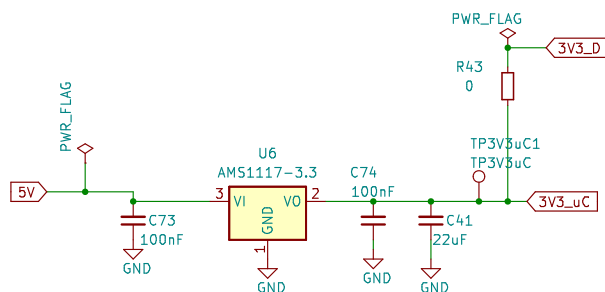 PWR_FLAG
3V3_D
R43
0
PWR_FLAG
TP3V3uC1
TP3V3uC
U6
AMS1117-3.3
C74
100nF
5V
3
VI
VO
2
3V3_uC
GND
1
C73
100nF
C41
22uF
GND
GND
GND
GND